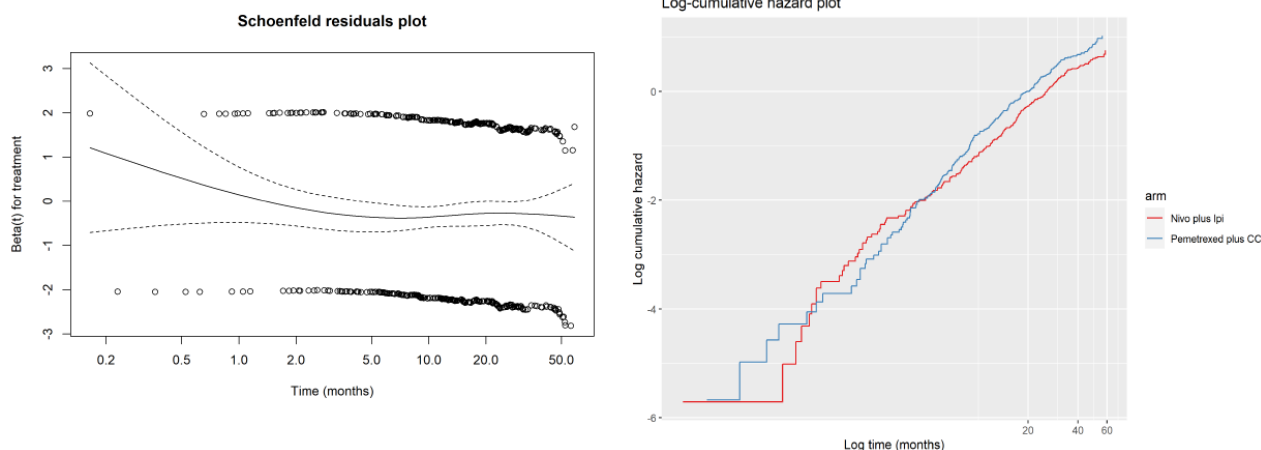 Schoenfeld residuals plot
Beta(t) for treatment
3
2
1
0
-1
-2
-3
0.2 0.5 1.0 2.0 5.0 10.0 20.0 50.0
Time (months)
Log-cumulative hazard plot
Log cumulative hazard
0
-2
-4
-6
20 40 60
Log time (months)
arm
Nivo plus Ipi
Pemetrexed plus CC